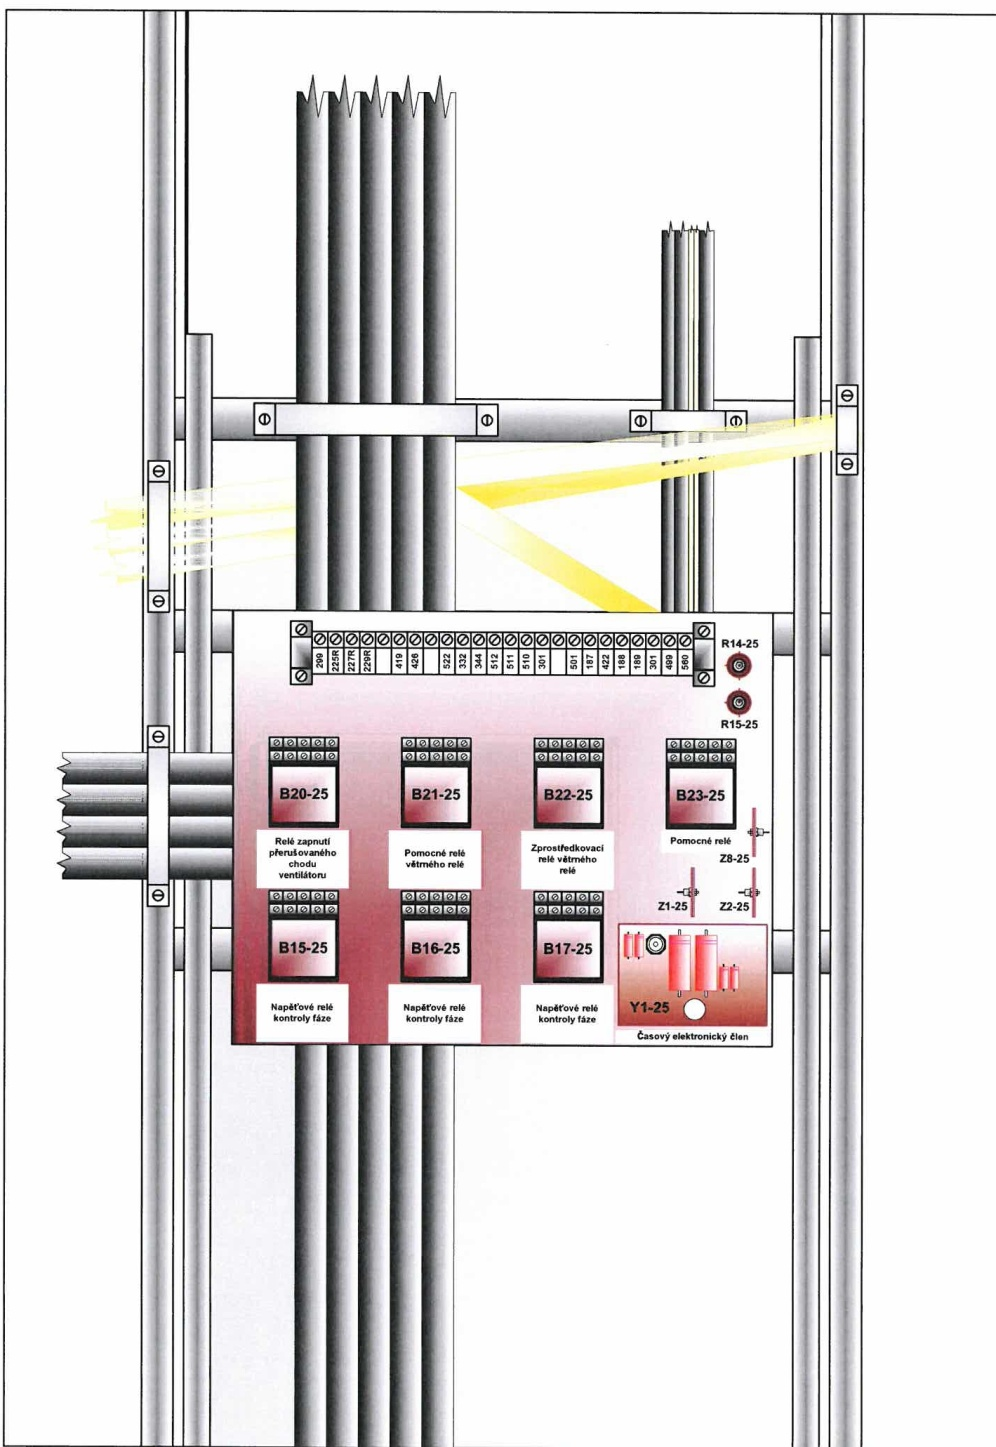 299 225R 227R 229R 419 426 522 332 344 512 511 510 301 501 187 422 188 189 301 499 560
R14-25
R15-25
B20-25 B21-25 B22-25 B23-25
Relé zapnutí
přerušovaného
chodu
ventilátoru
Pomocné relé
větrného relé
Zprostředkovací
relé větrného
relé
Pomocné relé
Z8-25
Z1-25 Z2-25
B15-25 B16-25 B17-25
Y1-25
Napěťové relé
kontroly fáze
Napěťové relé
kontroly fáze
Napěťové relé
kontroly fáze
Časový elektronický člen